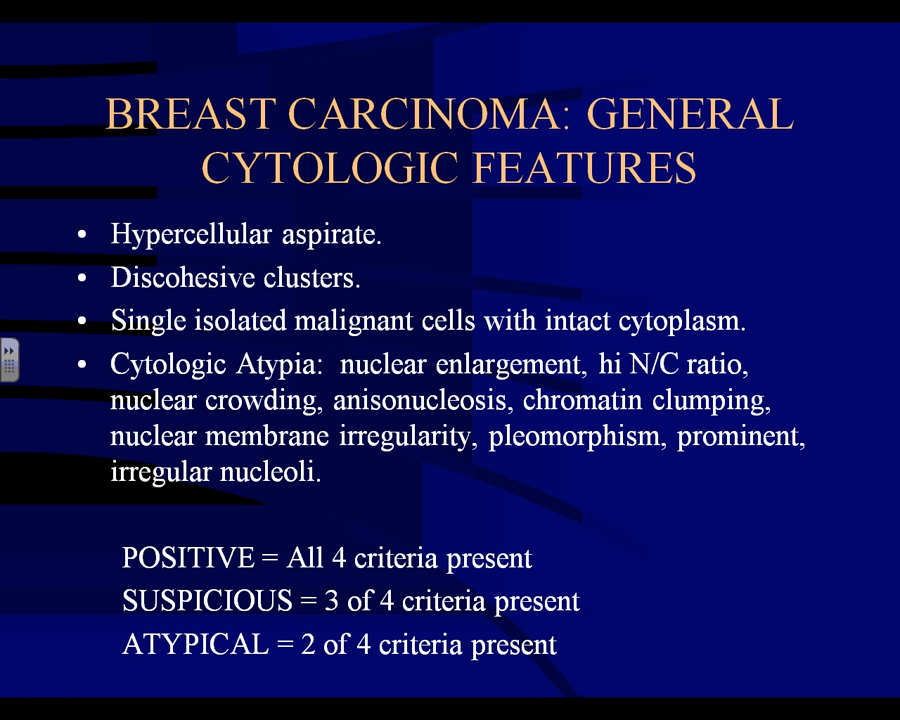 BREAST CARCINOMA: GENERAL
CYTOLOGIC FEATURES
• Hypercellular aspirate.
• Discohesive clusters.
• Single isolated malignant cells with intact cytoplasm.
• Cytologic Atypia: nuclear enlargement, hi N/C ratio,
nuclear crowding, anisonucleosis, chromatin clumping,
nuclear membrane irregularity, pleomorphism, prominent,
irregular nucleoli.
POSITIVE = All 4 criteria present
SUSPICIOUS = 3 of 4 criteria present
ATYPICAL = 2 of 4 criteria present